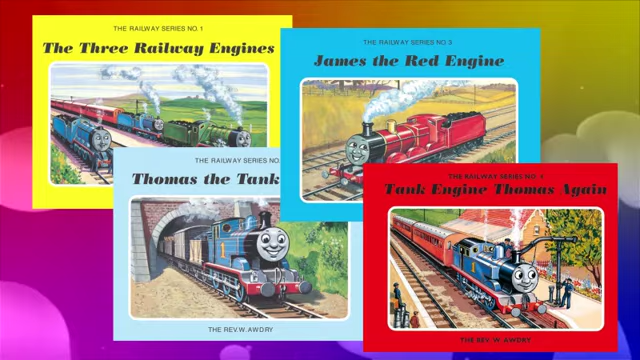 THE RAILWAY SERIES NO. 1
The Three Railway Engines
THE RAILWAY SERIES NO. 3
James the Red Engine
THE RAILWAY SERIES NO.
Thomas the Tank
THE REV. W. AWDRY
THE RAILWAY SERIES NO. 4
Tank Engine Thomas Again
THE REV. W. AWDRY